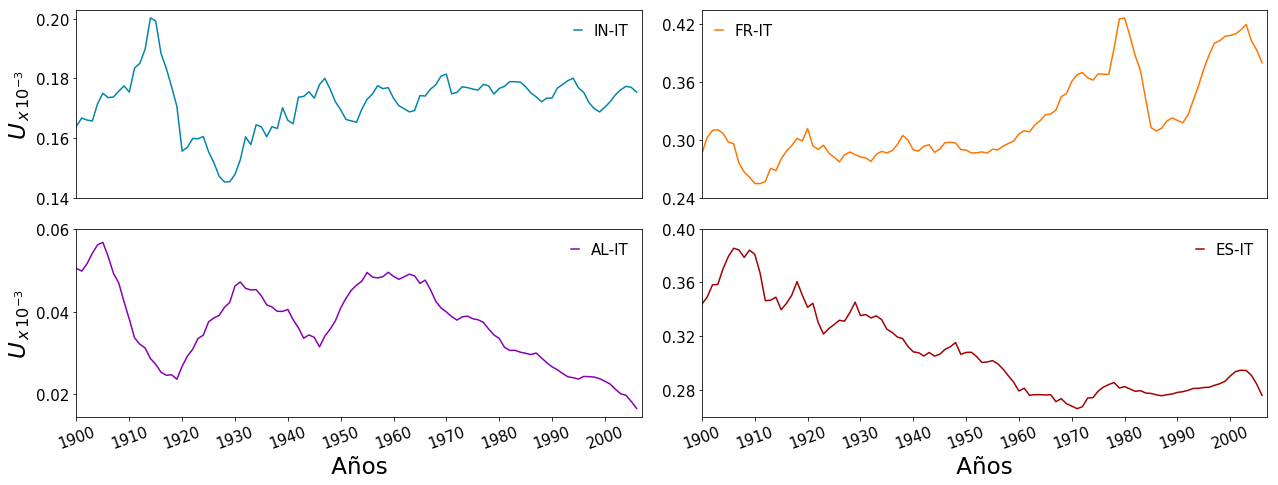 0.20
0.18
0.16
0.14
U x 10⁻³
IN-IT
0.42
0.36
0.30
0.24
FR-IT
0.06
0.04
0.02
U x 10⁻³
AL-IT
1900 1910 1920 1930 1940 1950 1960 1970 1980 1990 2000
Años
0.40
0.36
0.32
0.28
ES-IT
1900 1910 1920 1930 1940 1950 1960 1970 1980 1990 2000
Años